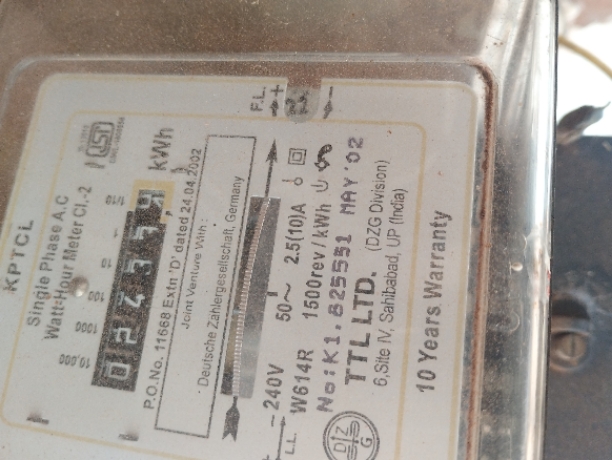 KPTCL
Single Phase A.C
Watt-Hour Meter Cl.-2
10,000 1000 100 10 1 1/10
kWh
P.O.No. 11668 Extn 'D' dated 24.04.2002
Joint Venture With :
Deutsche Zählergesellschaft, Germany
F.L.
+
-
L.L.
240V 50~ 2.5(10)A
W614R 1500rev/kWh
No:K1.825551 MAY'02
TTL LTD. (DZG Division)
6,Site IV, Sahibabad, UP (India)
10 Years Warranty
DZG